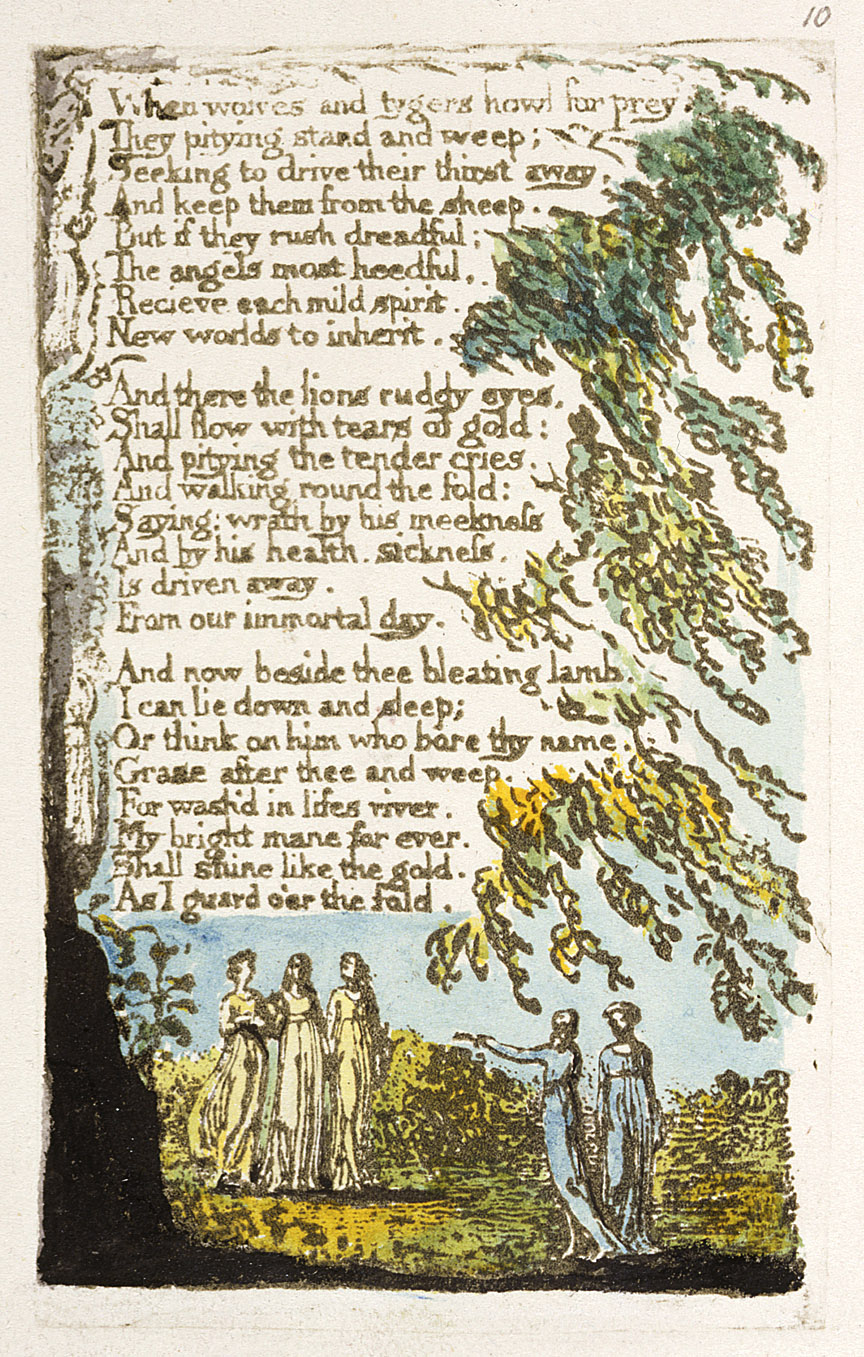 10
When wolves and tygers howl for prey
They pitying stand and weep;
Seeking to drive their thirst away,
And keep them from the sheep.
But if they rush dreadful;
The angels most heedful,
Recieve each mild spirit.
New worlds to inherit.
And there the lions ruddy eyes,
Shall flow with tears of gold:
And pitying the tender cries.
And walking round the fold:
Saying: wrath by his meekneſs
And by his health. sickneſs.
Is driven away.
From our immortal day.
And now beside thee bleating lamb.
I can lie down and sleep;
Or think on him who bore thy name.
Graze after thee and weep.
For wash'd in lifes river.
My bright mane for ever.
Shall shine like the gold.
As I guard o'er the fold.